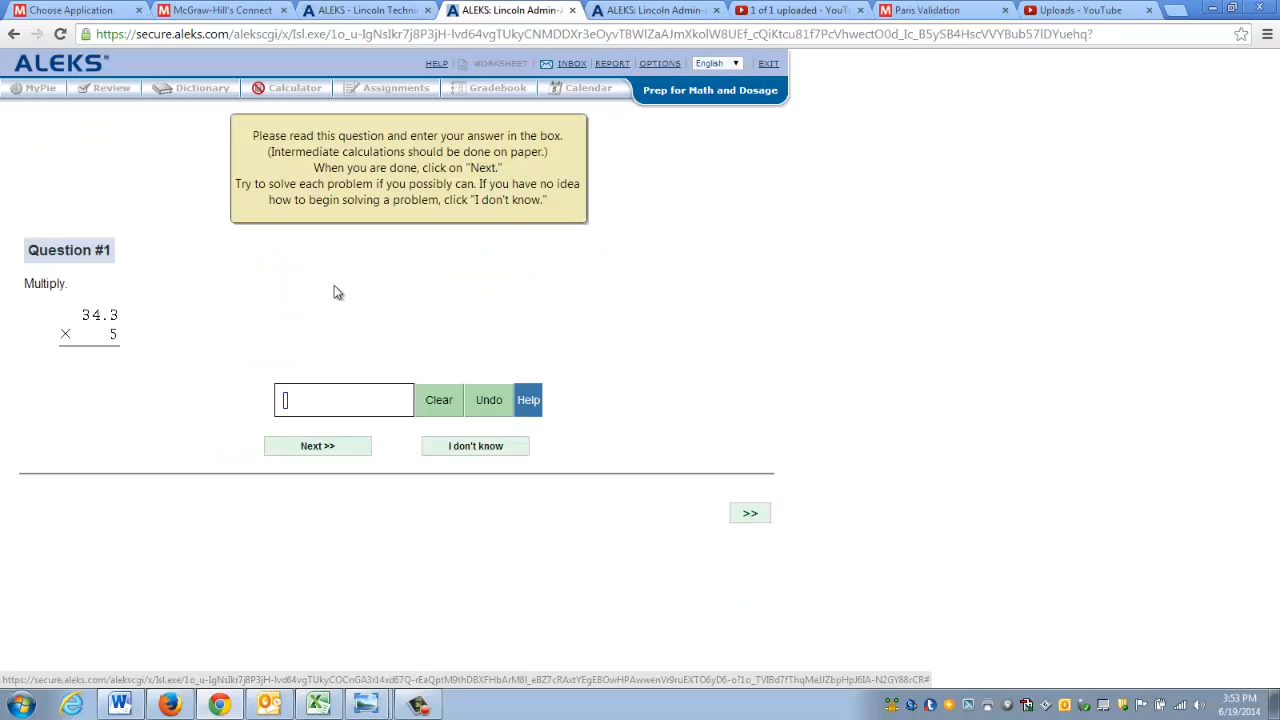 Choose Application
McGraw-Hill's Connect
ALEKS - Lincoln Techni
ALEKS: Lincoln Admin-A
ALEKS: Lincoln Admin-A
1 of 1 uploaded - YouT
Paris Validation
Uploads - YouTube
ALEKS®
HELP
WORKSHEET
INBOX
REPORT
OPTIONS
English
EXIT
MyPie
Review
Dictionary
Calculator
Assignments
Gradebook
Calendar
Prep for Math and Dosage
Please read this question and enter your answer in the box.
(Intermediate calculations should be done on paper.)
When you are done, click on "Next."
Try to solve each problem if you possibly can. If you have no idea
how to begin solving a problem, click "I don't know."
Question #1
Multiply.
34.3
× 5
Clear
Undo
Help
Next >>
I don't know
>>
3:53 PM
6/19/2014